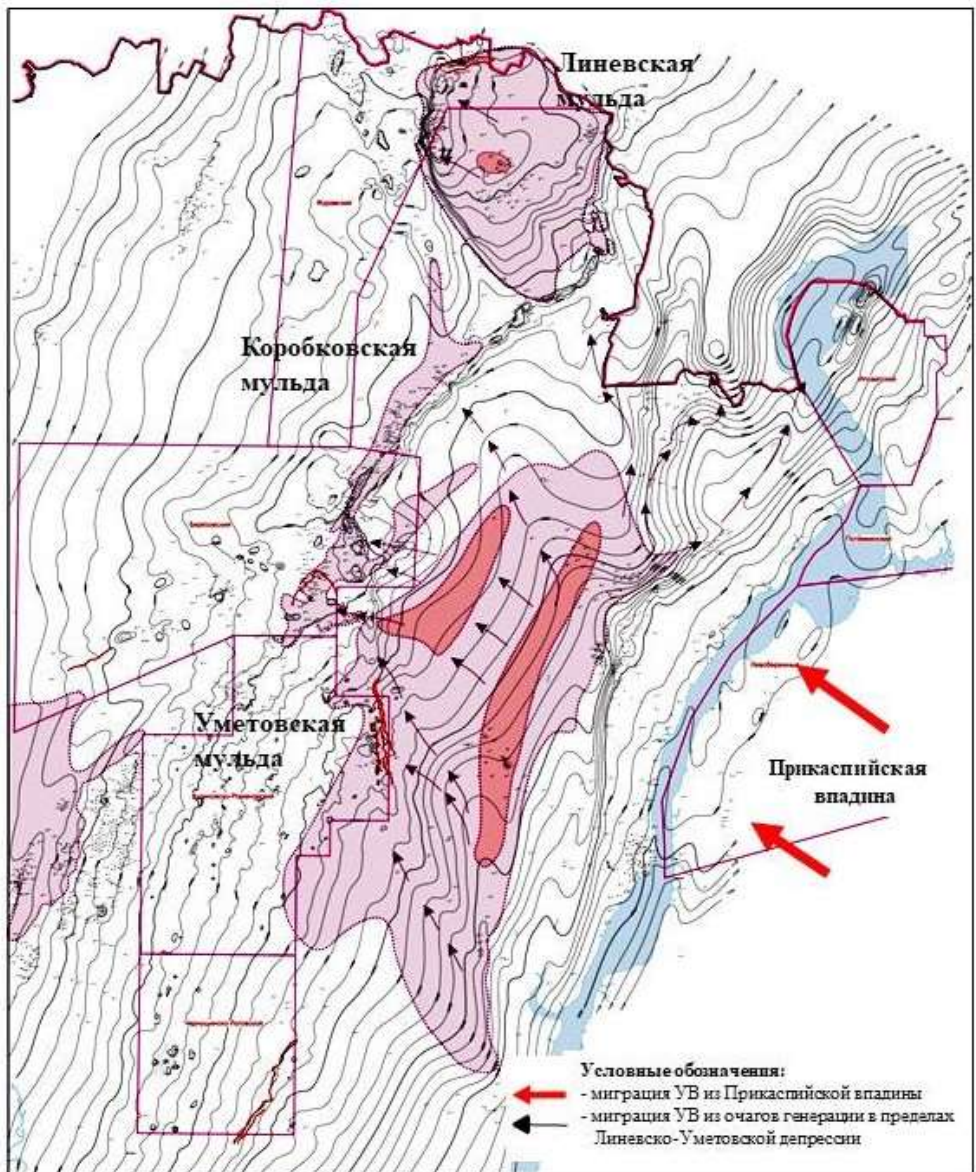 Линевская
мульда
Коробковская
мульда
Уметовская
мульда
Прикаспийская
впадина
Условные обозначения:
- миграция УВ из Прикаспийской впадины
- миграция УВ из очагов генерации в пределах
Линевско-Уметовской депрессии